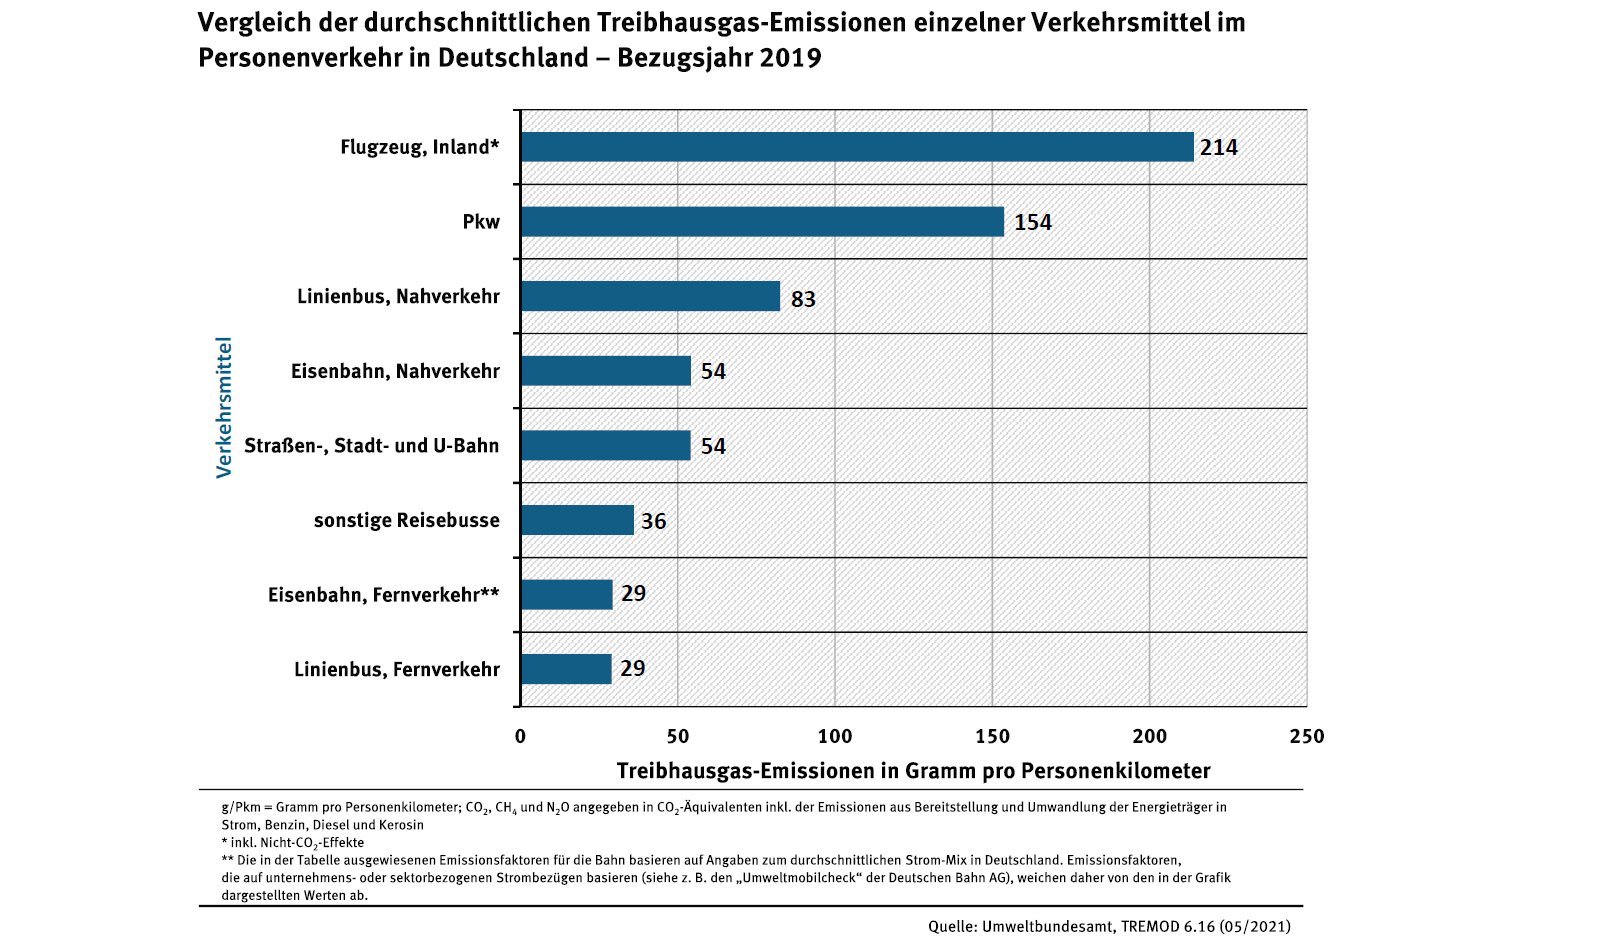 Vergleich der durchschnittlichen Treibhausgas-Emissionen einzelner Verkehrsmittel im
Personenverkehr in Deutschland – Bezugsjahr 2019
Verkehrsmittel
Flugzeug, Inland* 214
Pkw 154
Linienbus, Nahverkehr 83
Eisenbahn, Nahverkehr 54
Straßen-, Stadt- und U-Bahn 54
sonstige Reisebusse 36
Eisenbahn, Fernverkehr** 29
Linienbus, Fernverkehr 29
0 50 100 150 200 250
Treibhausgas-Emissionen in Gramm pro Personenkilometer
g/Pkm = Gramm pro Personenkilometer; CO₂, CH₄ und N₂O angegeben in CO₂-Äquivalenten inkl. der Emissionen aus Bereitstellung und Umwandlung der Energieträger in
Strom, Benzin, Diesel und Kerosin
* inkl. Nicht-CO₂-Effekte
** Die in der Tabelle ausgewiesenen Emissionsfaktoren für die Bahn basieren auf Angaben zum durchschnittlichen Strom-Mix in Deutschland. Emissionsfaktoren,
die auf unternehmens- oder sektorbezogenen Strombezügen basieren (siehe z. B. den „Umweltmobilcheck“ der Deutschen Bahn AG), weichen daher von den in der Grafik
dargestellten Werten ab.
Quelle: Umweltbundesamt, TREMOD 6.16 (05/2021)